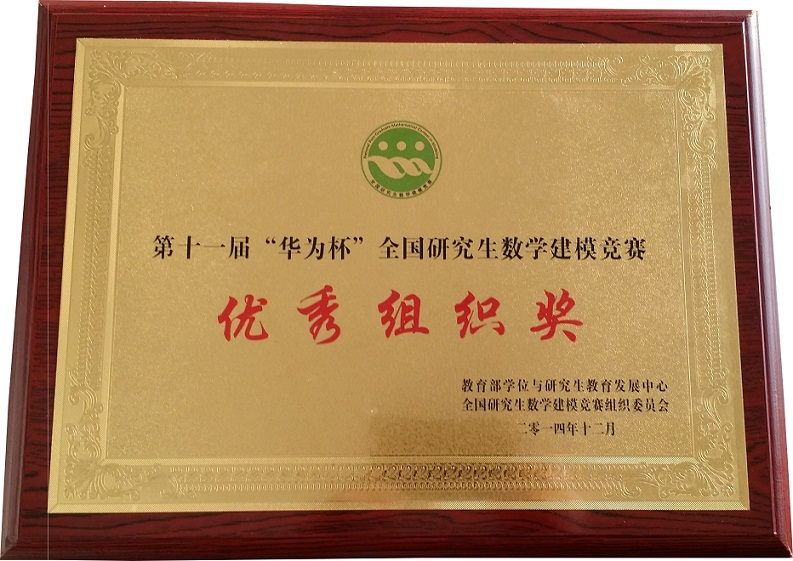 第十一届“华为杯”全国研究生数学建模竞赛
优秀组织奖
教育部学位与研究生教育发展中心
全国研究生数学建模竞赛组织委员会
二零一四年十二月